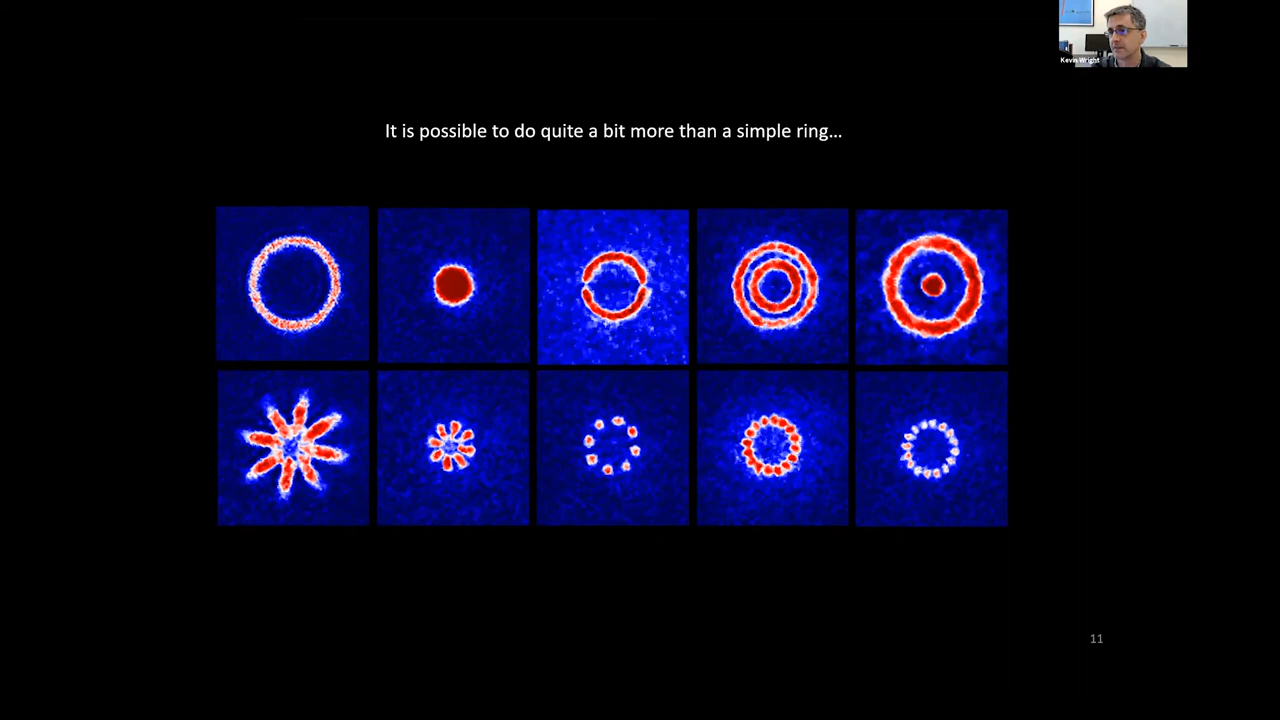 Kevin Wright
It is possible to do quite a bit more than a simple ring...
11